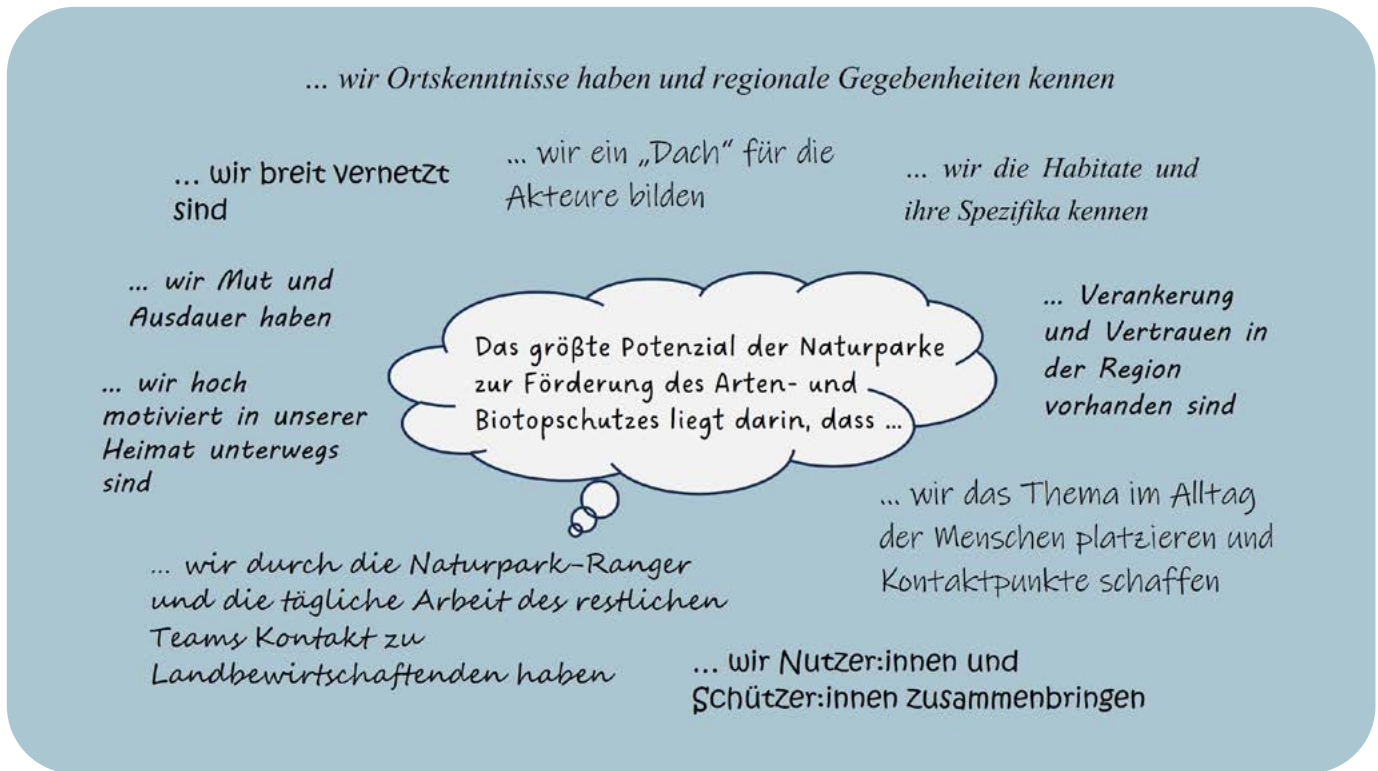 ... wir Ortskenntnisse haben und regionale Gegebenheiten kennen
... wir breit vernetzt
sind
... wir ein „Dach“ für die
Akteure bilden
... wir die Habitate und
ihre Spezifika kennen
... wir Mut und
Ausdauer haben
... wir hoch
motiviert in unserer
Heimat unterwegs
sind
Das größte Potenzial der Naturparke
zur Förderung des Arten- und
Biotopschutzes liegt darin, dass ...
... Verankerung
und Vertrauen in
der Region
vorhanden sind
... wir das Thema im Alltag
der Menschen platzieren und
Kontaktpunkte schaffen
... wir durch die Naturpark-Ranger
und die tägliche Arbeit des restlichen
Teams Kontakt zu
Landbewirtschaftenden haben
... wir Nutzer:innen und
Schützer:innen zusammenbringen